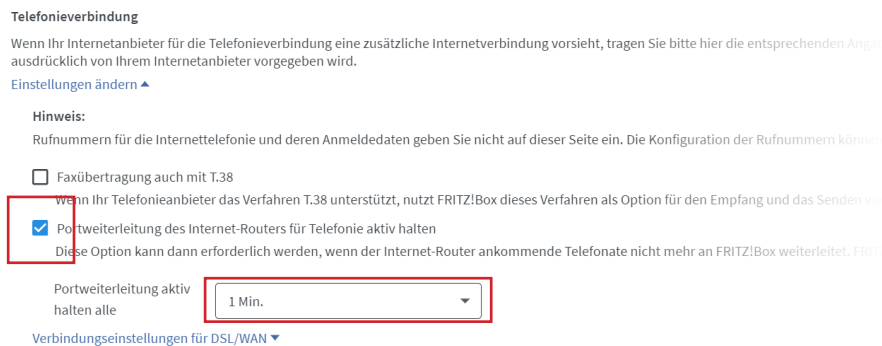 Telefonieverbindung
Wenn Ihr Internetanbieter für die Telefonieverbindung eine zusätzliche Internetverbindung vorsieht, tragen Sie bitte hier die entsprechenden
ausdrücklich von Ihrem Internetanbieter vorgegeben wird.
Einstellungen ändern
Hinweis:
Rufnummern für die Internettelefonie und deren Anmeldedaten geben Sie nicht auf dieser Seite ein. Die Konfiguration der Rufnummern können
Faxübertragung auch mit T.38
Wenn Ihr Telefonieanbieter das Verfahren T.38 unterstützt, nutzt FRITZ!Box dieses Verfahren als Option für den Empfang und das Senden
Portweiterleitung des Internet-Routers für Telefonie aktiv halten
Diese Option kann dann erforderlich werden, wenn der Internet-Router ankommende Telefonate nicht mehr an FRITZ!Box weiterleitet.
Portweiterleitung aktiv
halten alle
1 Min.
Verbindungseinstellungen für DSL/WAN